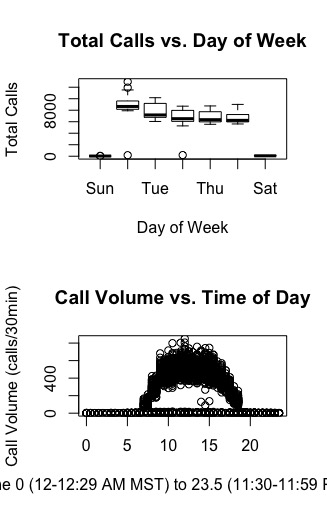 Total Calls vs. Day of Week
Total Calls
8000
0
Sun Tue Thu Sat
Day of Week
Call Volume vs. Time of Day
Call Volume (calls/30min)
400
0
0 5 10 15 20
ne 0 (12-12:29 AM MST) to 23.5 (11:30-11:59 P